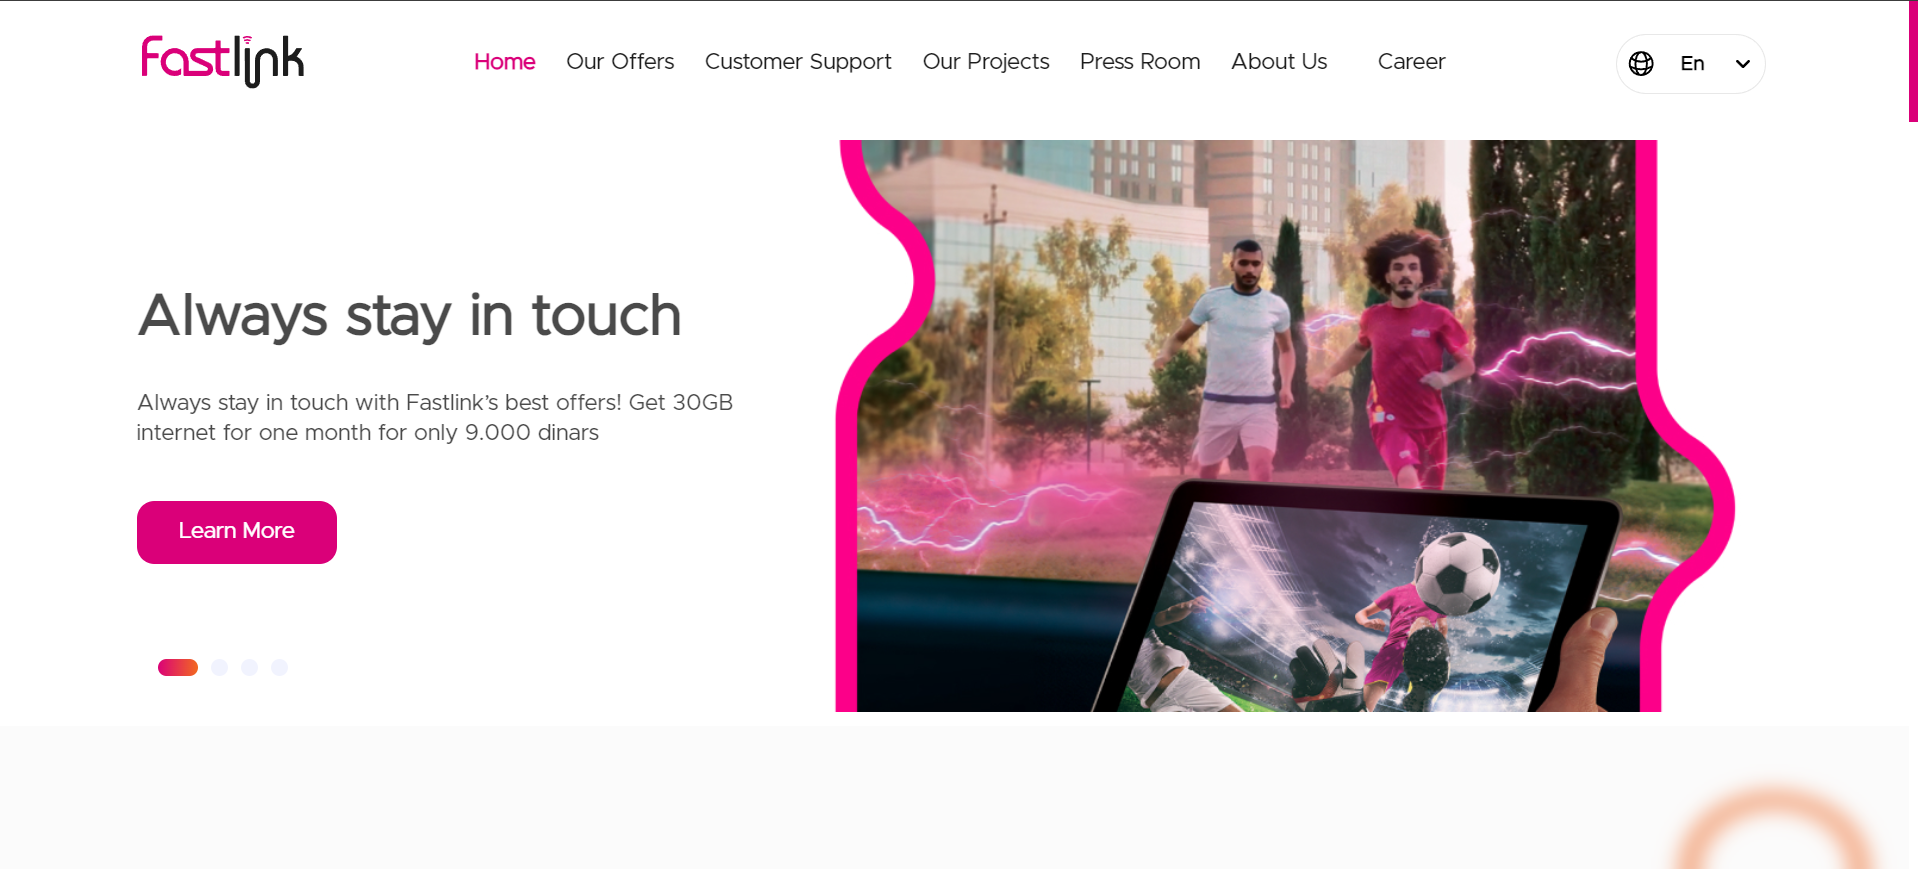 Fastlink
Home Our Offers Customer Support Our Projects Press Room About Us Career
En
Always stay in touch
Always stay in touch with Fastlink’s best offers! Get 30GB
internet for one month for only 9.000 dinars
Learn More